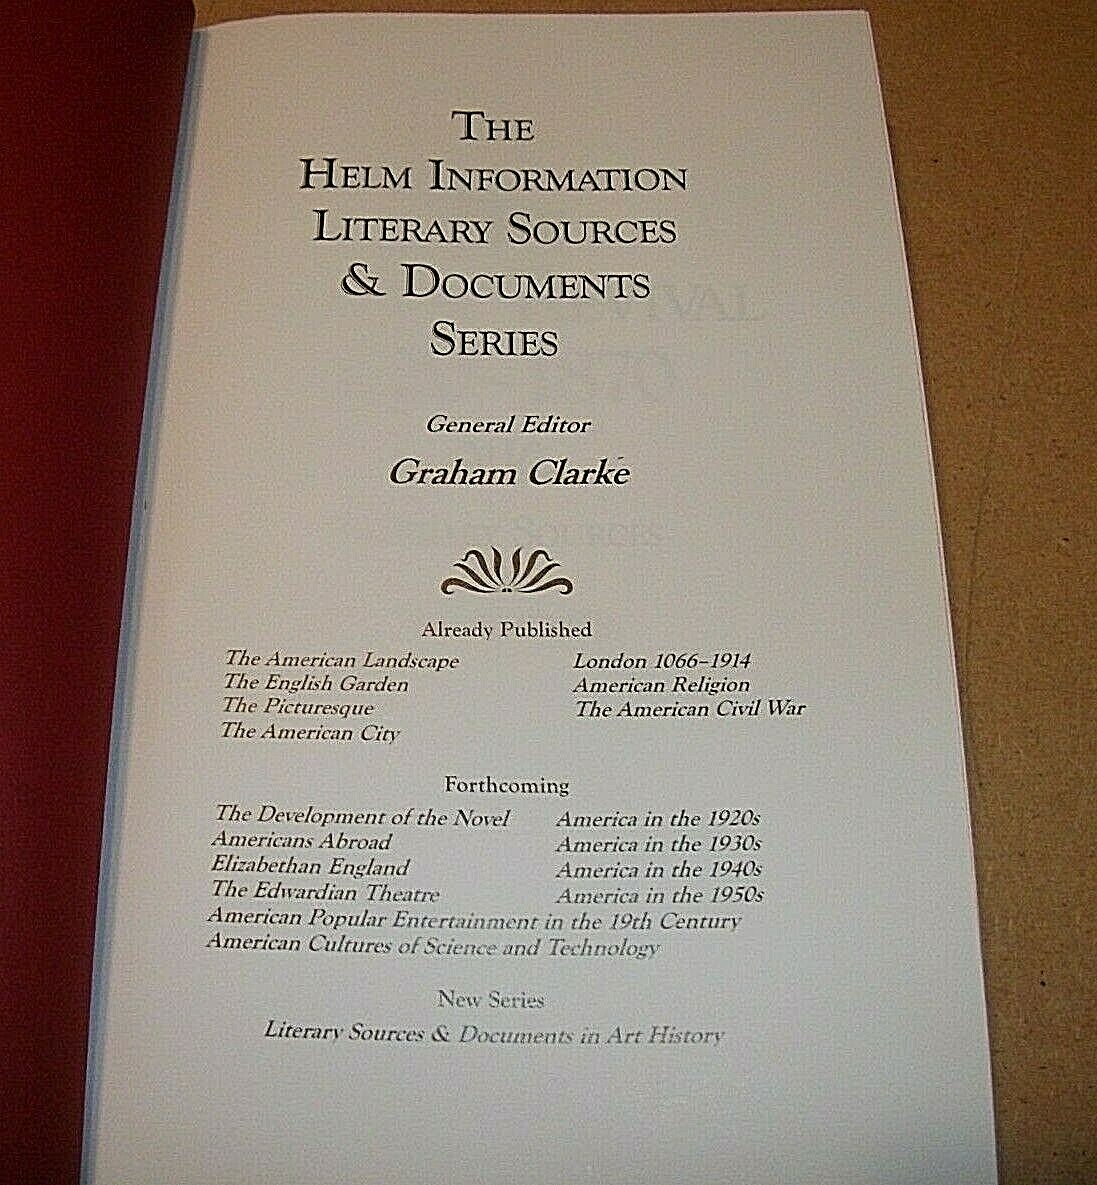 THE
HELM INFORMATION
LITERARY SOURCES
& DOCUMENTS
SERIES
General Editor
Graham Clarke
Already Published
The American Landscape
The English Garden
The Picturesque
The American City
London 1066–1914
American Religion
The American Civil War
Forthcoming
The Development of the Novel
Americans Abroad
Elizabethan England
The Edwardian Theatre
America in the 1920s
America in the 1930s
America in the 1940s
America in the 1950s
American Popular Entertainment in the 19th Century
American Cultures of Science and Technology
New Series
Literary Sources & Documents in Art History